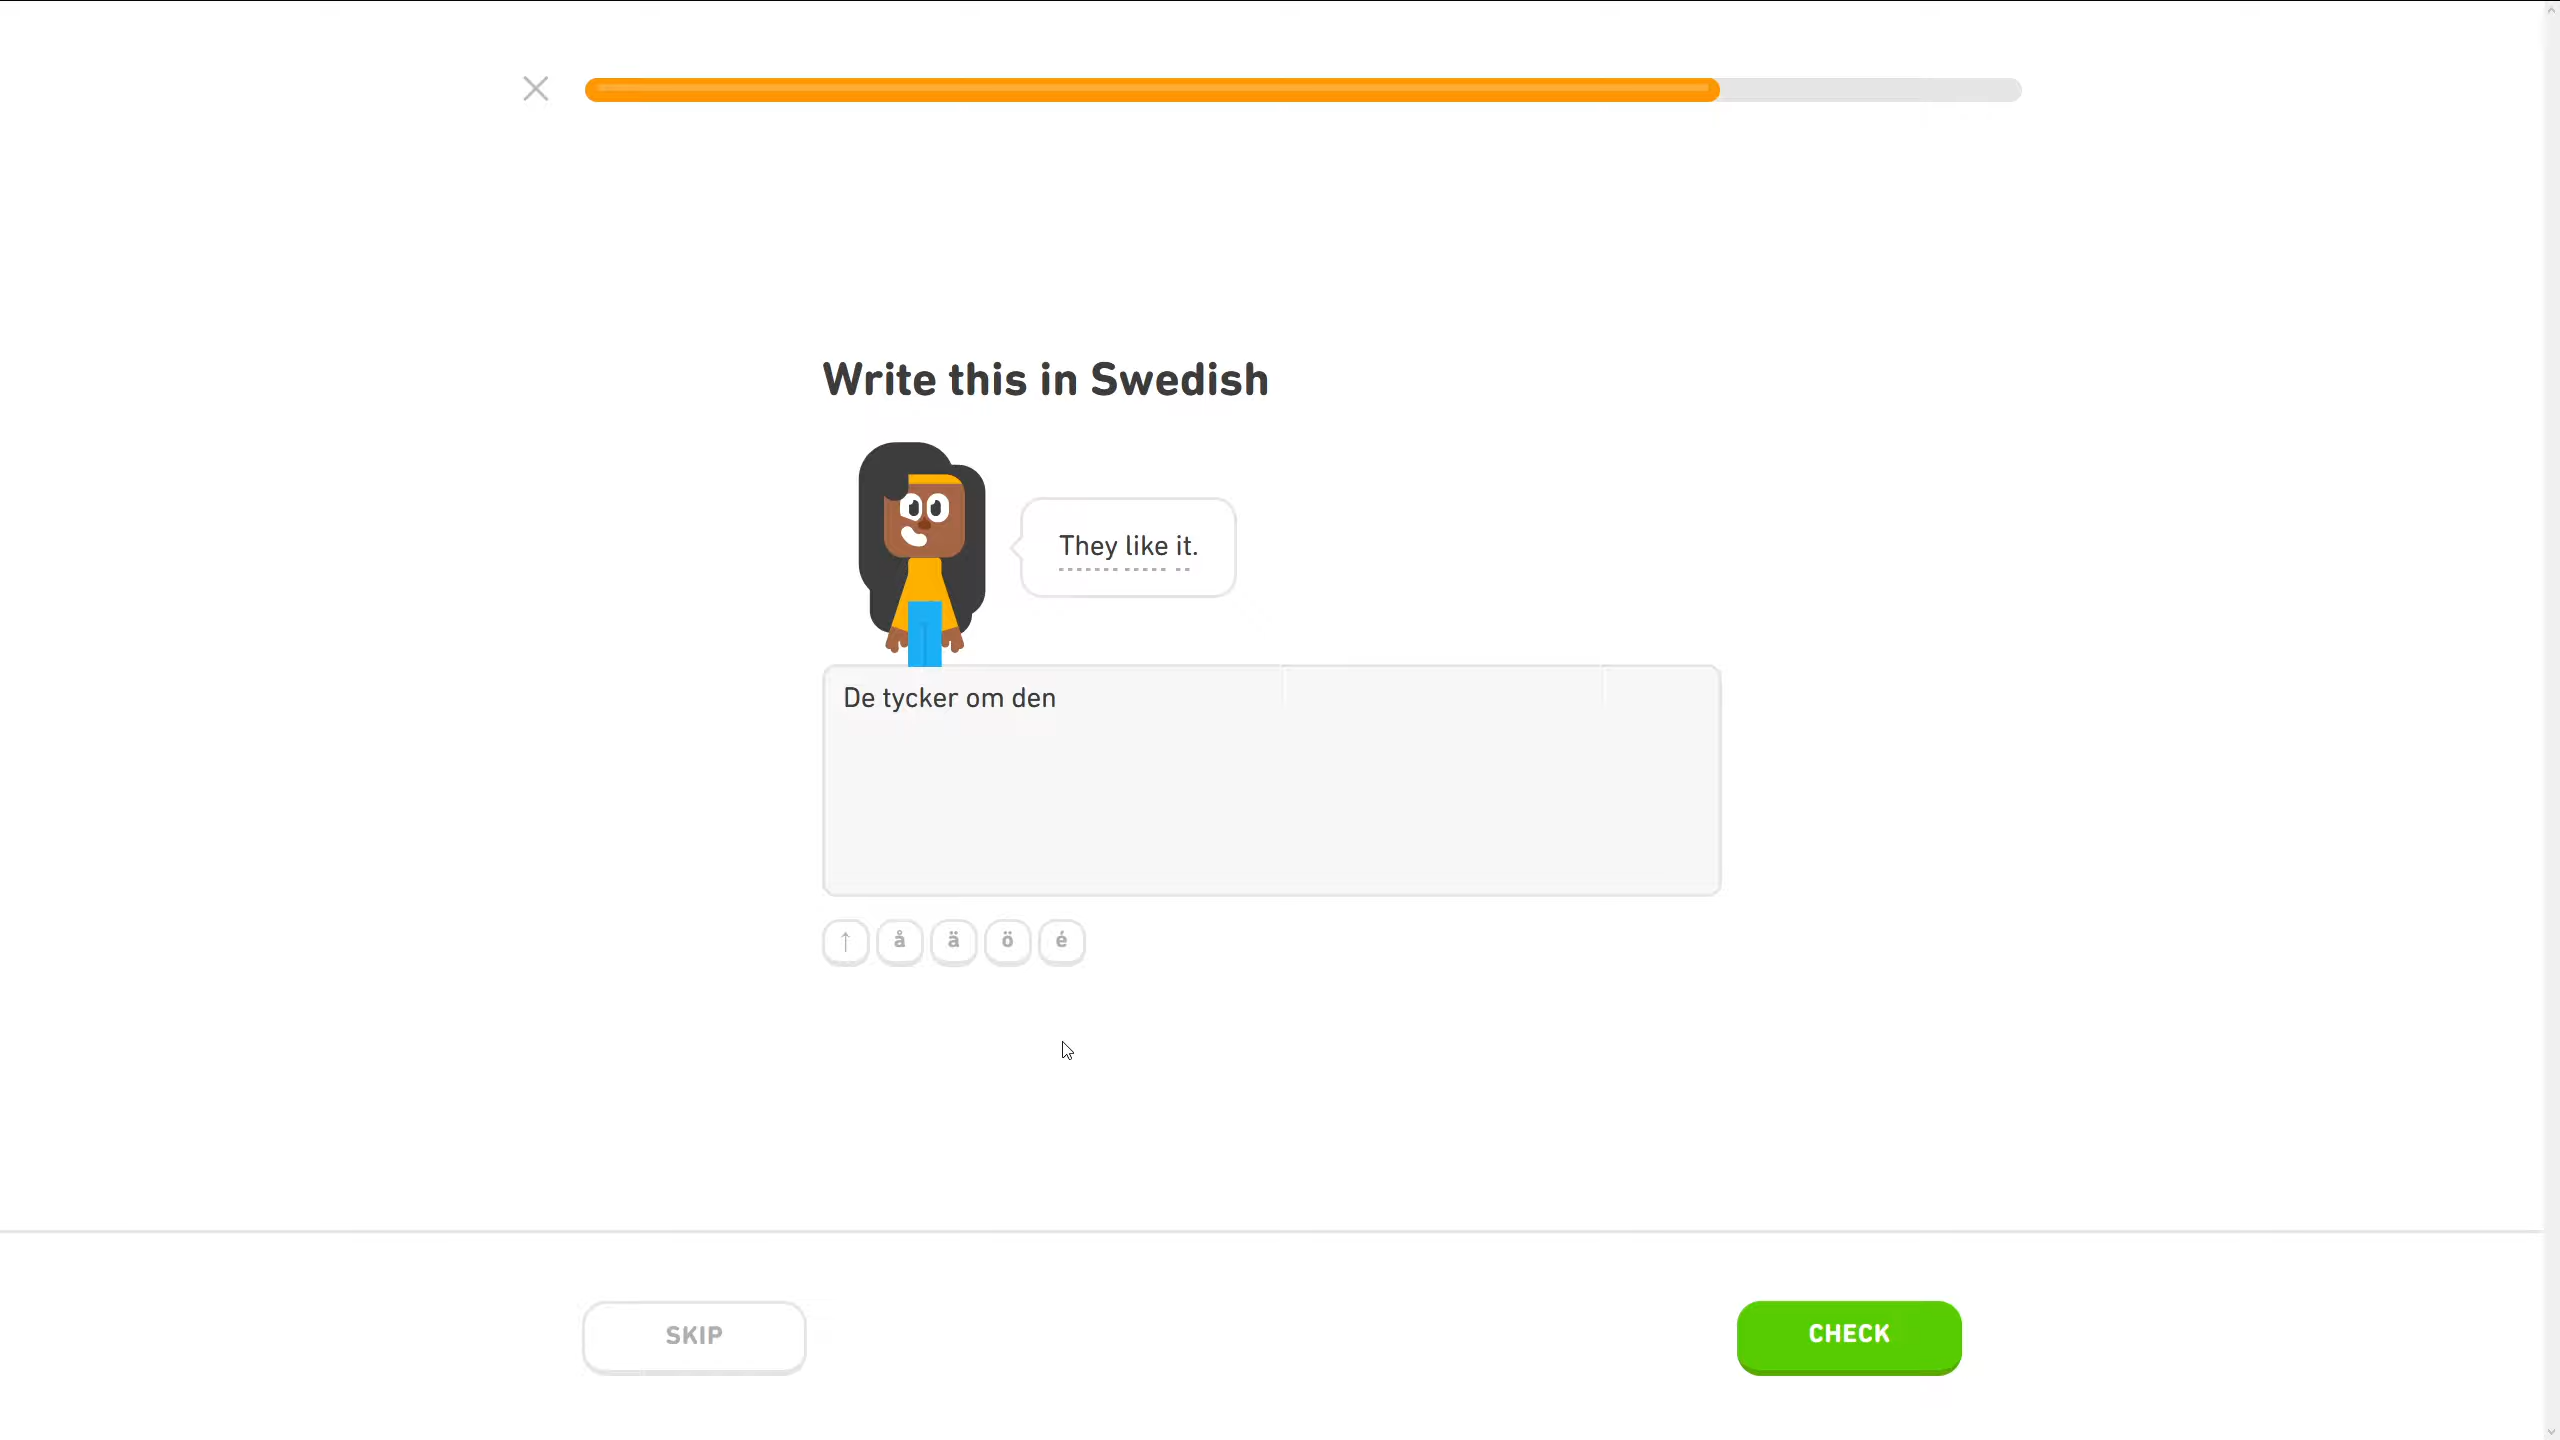 Write this in Swedish
They like it.
De tycker om den
↑ å ä ö é
SKIP
CHECK